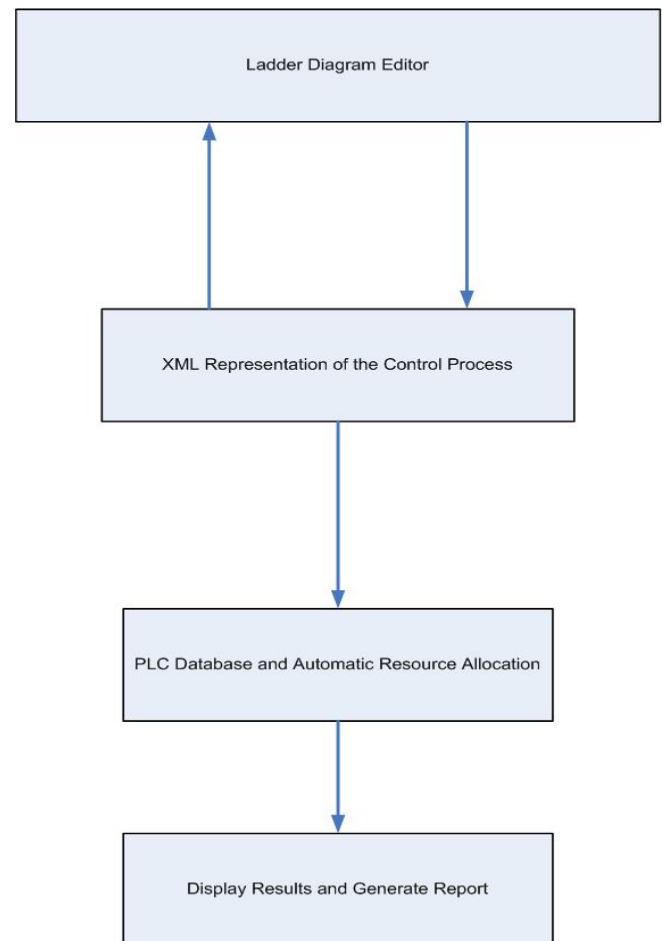 Ladder Diagram Editor
XML Representation of the Control Process
PLC Database and Automatic Resource Allocation
Display Results and Generate Report